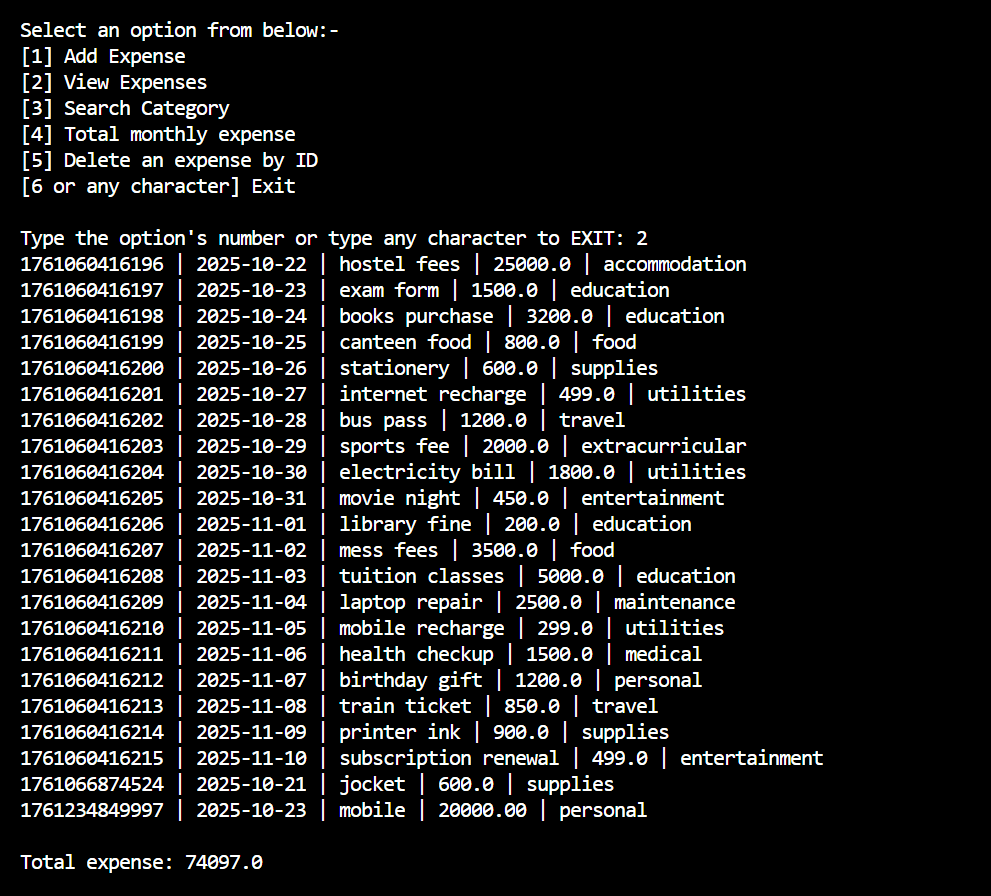 Select an option from below:-
[1] Add Expense
[2] View Expenses
[3] Search Category
[4] Total monthly expense
[5] Delete an expense by ID
[6 or any character] Exit
Type the option's number or type any character to EXIT: 2
1761060416196 | 2025-10-22 | hostel fees | 25000.0 | accommodation
1761060416197 | 2025-10-23 | exam form | 1500.0 | education
1761060416198 | 2025-10-24 | books purchase | 3200.0 | education
1761060416199 | 2025-10-25 | canteen food | 800.0 | food
1761060416200 | 2025-10-26 | stationery | 600.0 | supplies
1761060416201 | 2025-10-27 | internet recharge | 499.0 | utilities
1761060416202 | 2025-10-28 | bus pass | 1200.0 | travel
1761060416203 | 2025-10-29 | sports fee | 2000.0 | extracurricular
1761060416204 | 2025-10-30 | electricity bill | 1800.0 | utilities
1761060416205 | 2025-10-31 | movie night | 450.0 | entertainment
1761060416206 | 2025-11-01 | library fine | 200.0 | education
1761060416207 | 2025-11-02 | mess fees | 3500.0 | food
1761060416208 | 2025-11-03 | tuition classes | 5000.0 | education
1761060416209 | 2025-11-04 | laptop repair | 2500.0 | maintenance
1761060416210 | 2025-11-05 | mobile recharge | 299.0 | utilities
1761060416211 | 2025-11-06 | health checkup | 1500.0 | medical
1761060416212 | 2025-11-07 | birthday gift | 1200.0 | personal
1761060416213 | 2025-11-08 | train ticket | 850.0 | travel
1761060416214 | 2025-11-09 | printer ink | 900.0 | supplies
1761060416215 | 2025-11-10 | subscription renewal | 499.0 | entertainment
1761066874524 | 2025-10-21 | jocket | 600.0 | supplies
1761234849997 | 2025-10-23 | mobile | 20000.00 | personal
Total expense: 74097.0